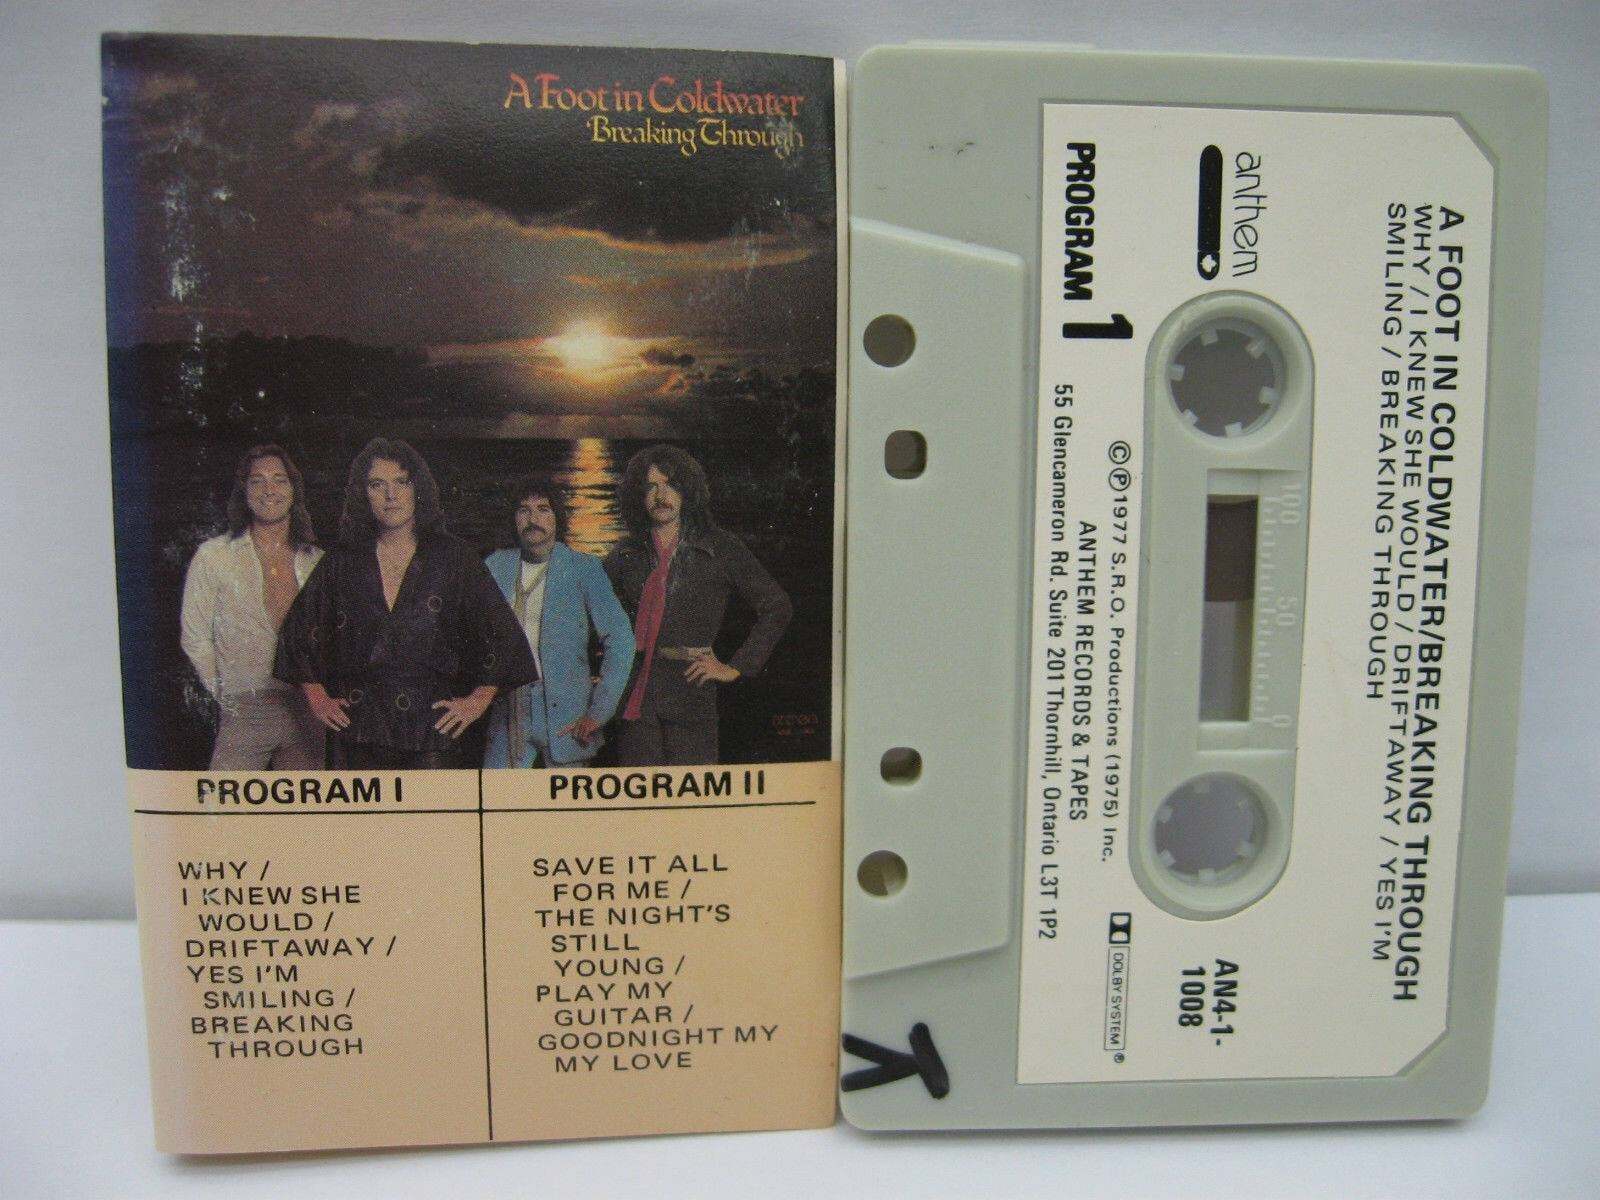 A Foot in Coldwater
Breaking Through
PROGRAM I
WHY /
I KNEW SHE
WOULD /
DRIFTAWAY /
YES I'M
SMILING /
BREAKING
THROUGH
PROGRAM II
SAVE IT ALL
FOR ME /
THE NIGHT'S
STILL
YOUNG /
PLAY MY
GUITAR /
GOODNIGHT MY
MY LOVE
A FOOT IN COLDWATER/BREAKING THROUGH
WHY / I KNEW SHE WOULD / DRIFTAWAY / YES I'M
SMILING / BREAKING THROUGH
anthem
PROGRAM 1
100 50 0
AN4-1-
1008
©℗1977 S.R.O. Productions (1975) Inc.
ANTHEM RECORDS & TAPES
55 Glencameron Rd. Suite 201 Thornhill, Ontario L3T 1P2
DOLBY SYSTEM ®